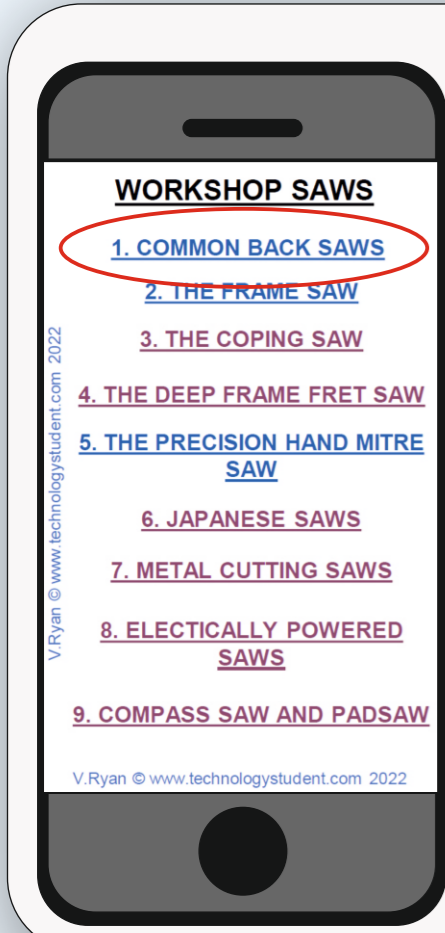 WORKSHOP SAWS
1. COMMON BACK SAWS
2. THE FRAME SAW
3. THE COPING SAW
4. THE DEEP FRAME FRET SAW
5. THE PRECISION HAND MITRE
SAW
6. JAPANESE SAWS
7. METAL CUTTING SAWS
8. ELECTICALLY POWERED
SAWS
9. COMPASS SAW AND PADSAW
V.Ryan © www.technologystudent.com 2022
V.Ryan © www.technologystudent.com 2022